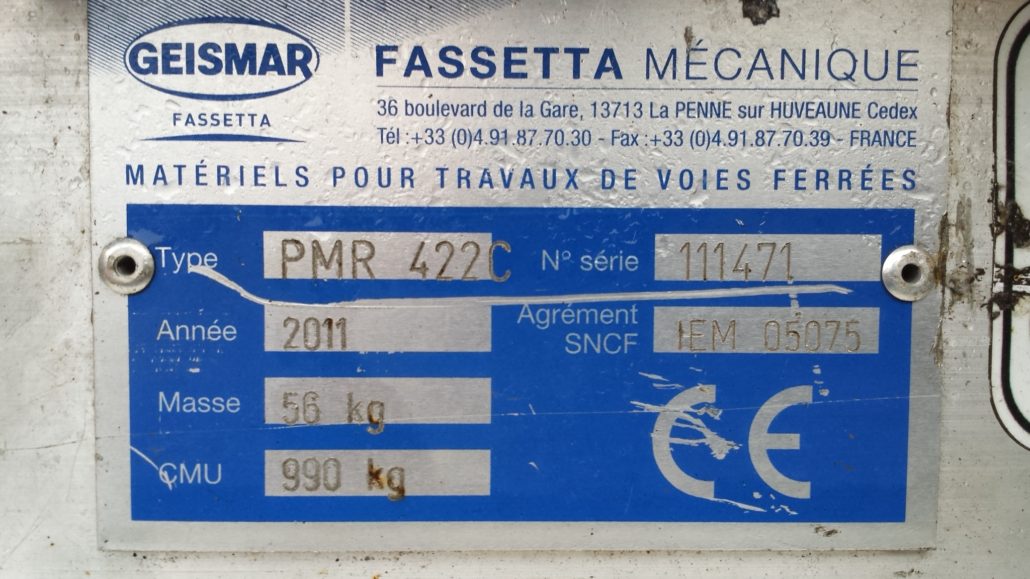 GEISMAR
FASSETTA
FASSETTA MÉCANIQUE
36 boulevard de la Gare, 13713 La PENNE sur HUVEAUNE Cedex
Tél :+33 (0)4.91.87.70.30 - Fax :+33 (0)4.91.87.70.39 - FRANCE
MATÉRIELS POUR TRAVAUX DE VOIES FERRÉES
Type PMR 422C N° série 111471
Année 2011 Agrément SNCF IEM 05075
Masse 56 kg
CMU 990 kg
CE